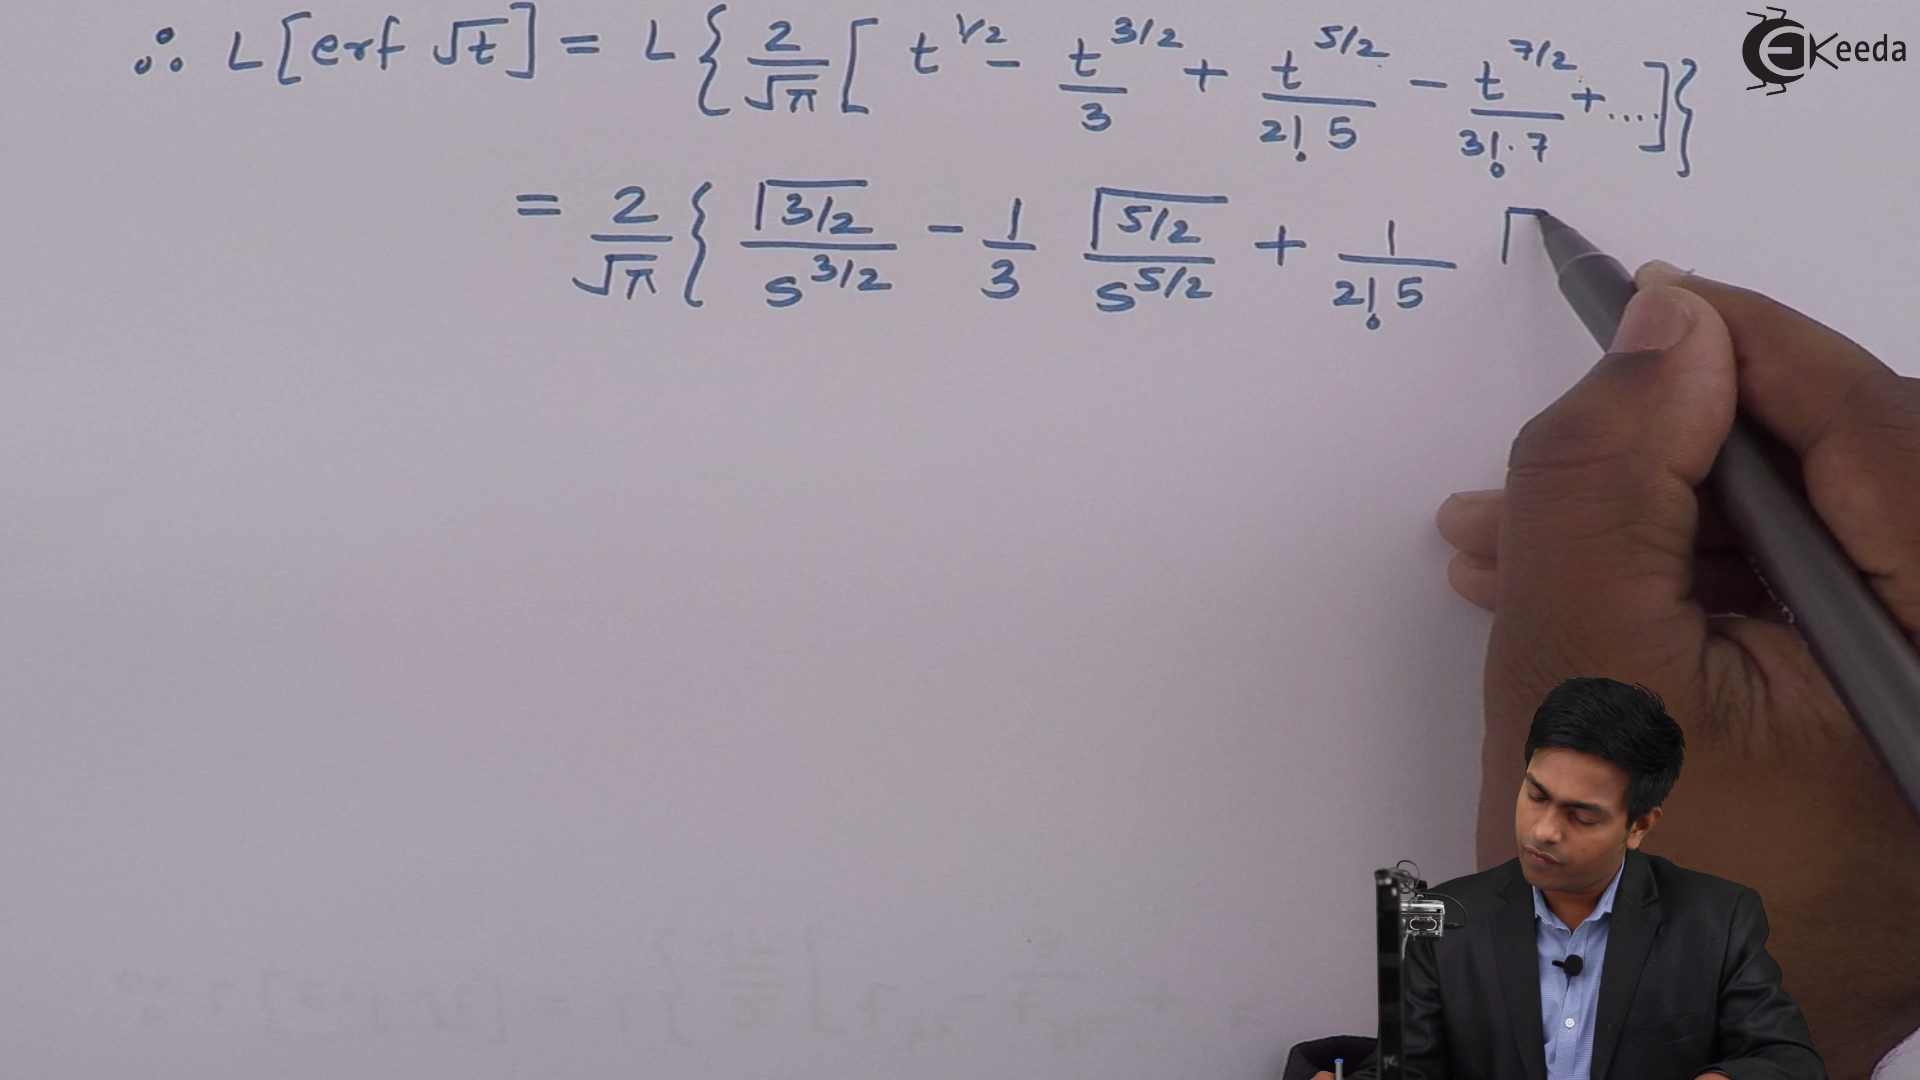 Keeda
∴ L[erf √t] = L{2/√π [t^1/2 - t^3/2/3 + t^5/2/2! 5 - t^7/2/3!·7 + ....]}
= 2/√π {Γ3/2/s^3/2 - 1/3 Γ5/2/s^5/2 + 1/2! 5 Γ